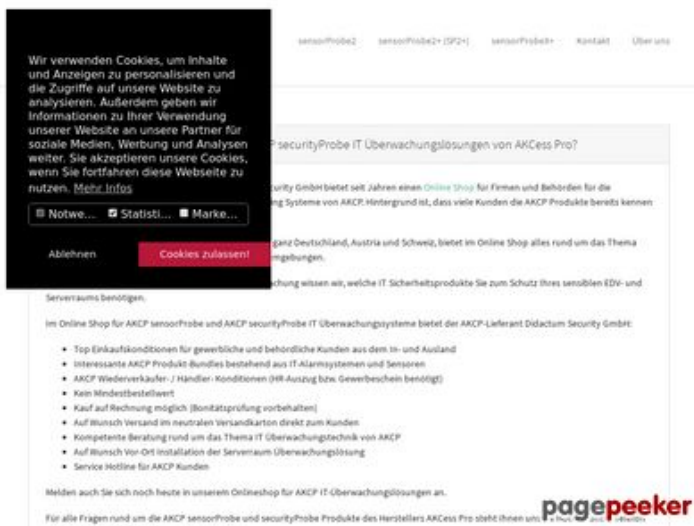 sensorProbe2 sensorProbe2+ (SP2+) sensorProbe8+ Kontakt Über uns
Wir verwenden Cookies, um Inhalte
und Anzeigen zu personalisieren und
die Zugriffe auf unsere Website zu
analysieren. Außerdem geben wir
Informationen zu Ihrer Verwendung
unserer Website an unsere Partner für
soziale Medien, Werbung und Analysen
weiter. Sie akzeptieren unsere Cookies,
wenn Sie fortfahren diese Webseite zu
nutzen. Mehr Infos
Notwe... Statisti... Marke...
Ablehnen Cookies zulassen!
P securityProbe IT Überwachungslösungen von AKCess Pro?
curity GmbH bietet seit Jahren einen Online Shop für Firmen und Behörden für die
ng Systeme von AKCP. Hintergrund ist, dass viele Kunden die AKCP Produkte bereits kennen
ganz Deutschland, Austria und Schweiz, bietet im Online Shop alles rund um das Thema
mgebungen.
chung wissen wir, welche IT Sicherheitsprodukte Sie zum Schutz Ihres sensiblen EDV- und
Serverraums benötigen.
Im Online Shop für AKCP sensorProbe und AKCP securityProbe IT Überwachungssysteme bietet der AKCP-Lieferant Didactum Security GmbH:
• Top Einkaufskonditionen für gewerbliche und behördliche Kunden aus dem In- und Ausland
• Interessante AKCP Produkt-Bundles bestehend aus IT-Alarmsystemen und Sensoren
• AKCP Wiederverkäufer- / Händler- Konditionen (HR-Auszug bzw. Gewerbeschein benötigt)
• Kein Mindestbestellwert
• Kauf auf Rechnung möglich (Bonitätsprüfung vorbehalten)
• Auf Wunsch Versand im neutralen Versandkarton direkt zum Kunden
• Kompetente Beratung rund um das Thema IT Überwachungstechnik von AKCP
• Auf Wunsch Vor-Ort Installation der Serverraum Überwachungslösung
• Service Hotline für AKCP Kunden
Melden auch Sie sich noch heute in unserem Onlineshop für AKCP IT-Überwachungslösungen an.
Für alle Fragen rund um die AKCP sensorProbe und securityProbe Produkte des Herstellers AKCess Pro steht Ihnen
pagepeeker